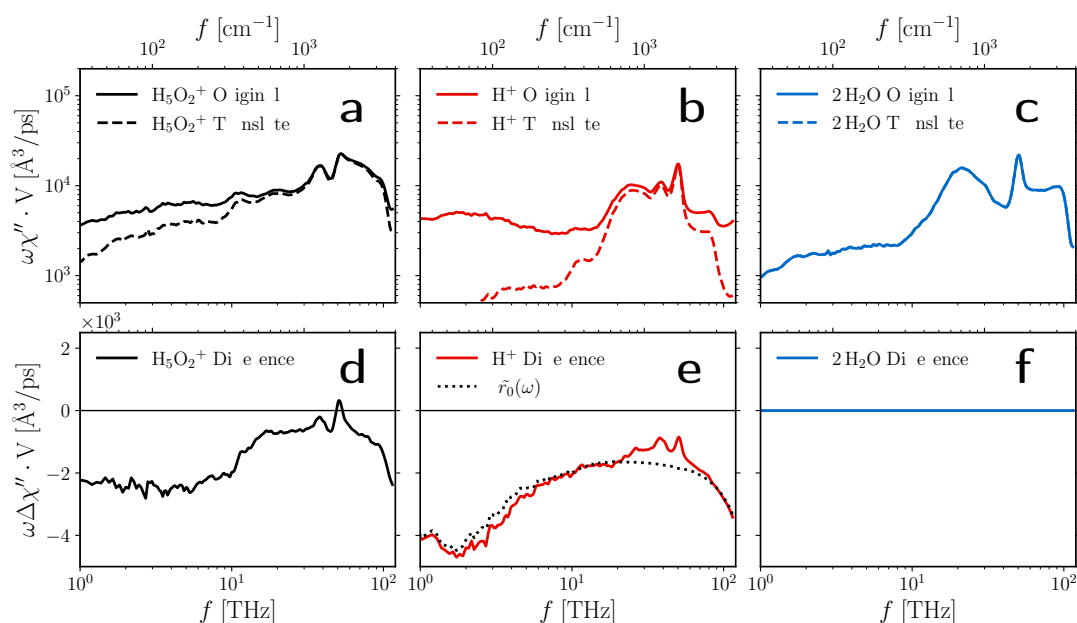 f [cm⁻¹] f [cm⁻¹] f [cm⁻¹]
10² 10³ 10² 10³ 10² 10³
ωχ′′ · V [Å³/ps]
10⁵
10⁴
10³
H₅O₂⁺ O igin l
H₅O₂⁺ T nsl te
a
H⁺ O igin l
H⁺ T nsl te
b
2 H₂O O igin l
2 H₂O T nsl te
c
×10³
ωΔχ′′ · V [Å³/ps]
2
0
−2
−4
H₅O₂⁺ Di e ence
d
H⁺ Di e ence
r̃₀(ω)
e
2 H₂O Di e ence
f
10⁰ 10¹ 10² 10⁰ 10¹ 10² 10⁰ 10¹ 10²
f [THz] f [THz] f [THz]